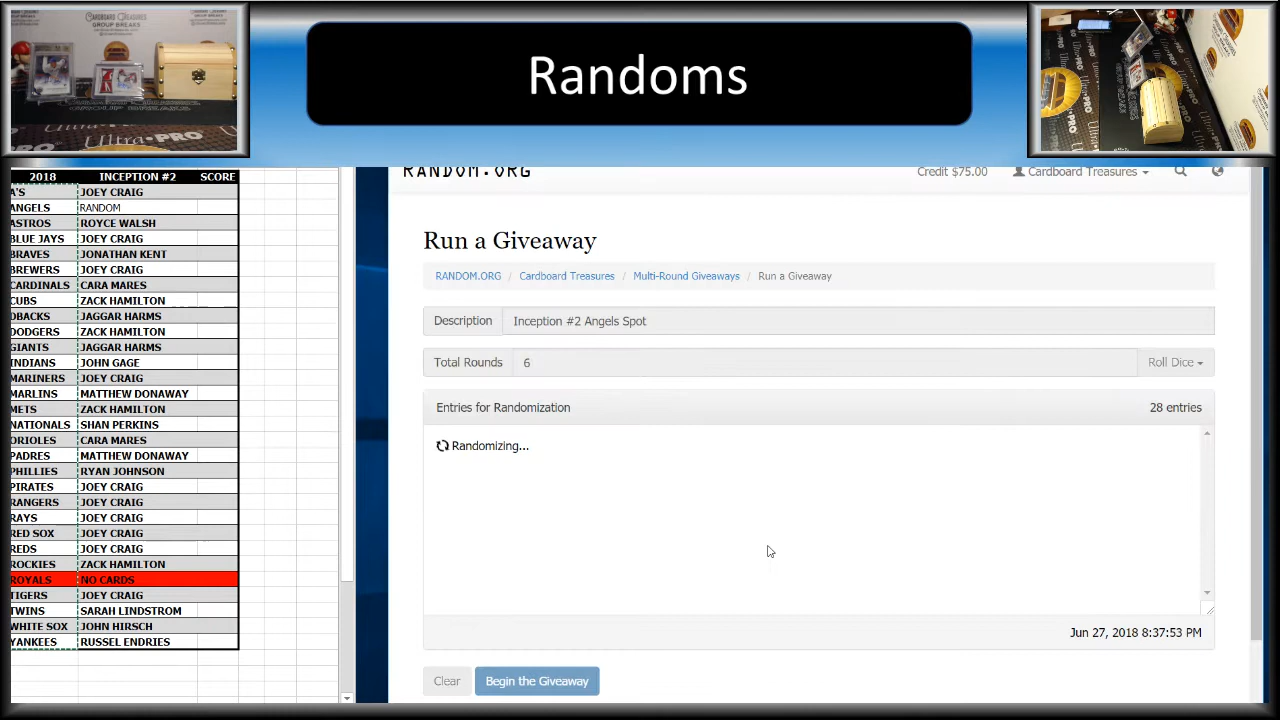 CARDBOARD TREASURES
GROUP BREAKS
Randoms
Ultra•PRO
2018 INCEPTION #2 SCORE
A'S JOEY CRAIG
ANGELS RANDOM
ASTROS ROYCE WALSH
BLUE JAYS JOEY CRAIG
BRAVES JONATHAN KENT
BREWERS JOEY CRAIG
CARDINALS CARA MARES
CUBS ZACK HAMILTON
DBACKS JAGGAR HARMS
DODGERS ZACK HAMILTON
GIANTS JAGGAR HARMS
INDIANS JOHN GAGE
MARINERS JOEY CRAIG
MARLINS MATTHEW DONAWAY
METS ZACK HAMILTON
NATIONALS SHAN PERKINS
ORIOLES CARA MARES
PADRES MATTHEW DONAWAY
PHILLIES RYAN JOHNSON
PIRATES JOEY CRAIG
RANGERS JOEY CRAIG
RAYS JOEY CRAIG
RED SOX JOEY CRAIG
REDS JOEY CRAIG
ROCKIES ZACK HAMILTON
ROYALS NO CARDS
TIGERS JOEY CRAIG
TWINS SARAH LINDSTROM
WHITE SOX JOHN HIRSCH
YANKEES RUSSEL ENDRIES
RANDOM.ORG Credit $75.00 Cardboard Treasures
Run a Giveaway
RANDOM.ORG / Cardboard Treasures / Multi-Round Giveaways / Run a Giveaway
Description Inception #2 Angels Spot
Total Rounds 6 Roll Dice
Entries for Randomization 28 entries
Randomizing...
Jun 27, 2018 8:37:53 PM
Clear Begin the Giveaway